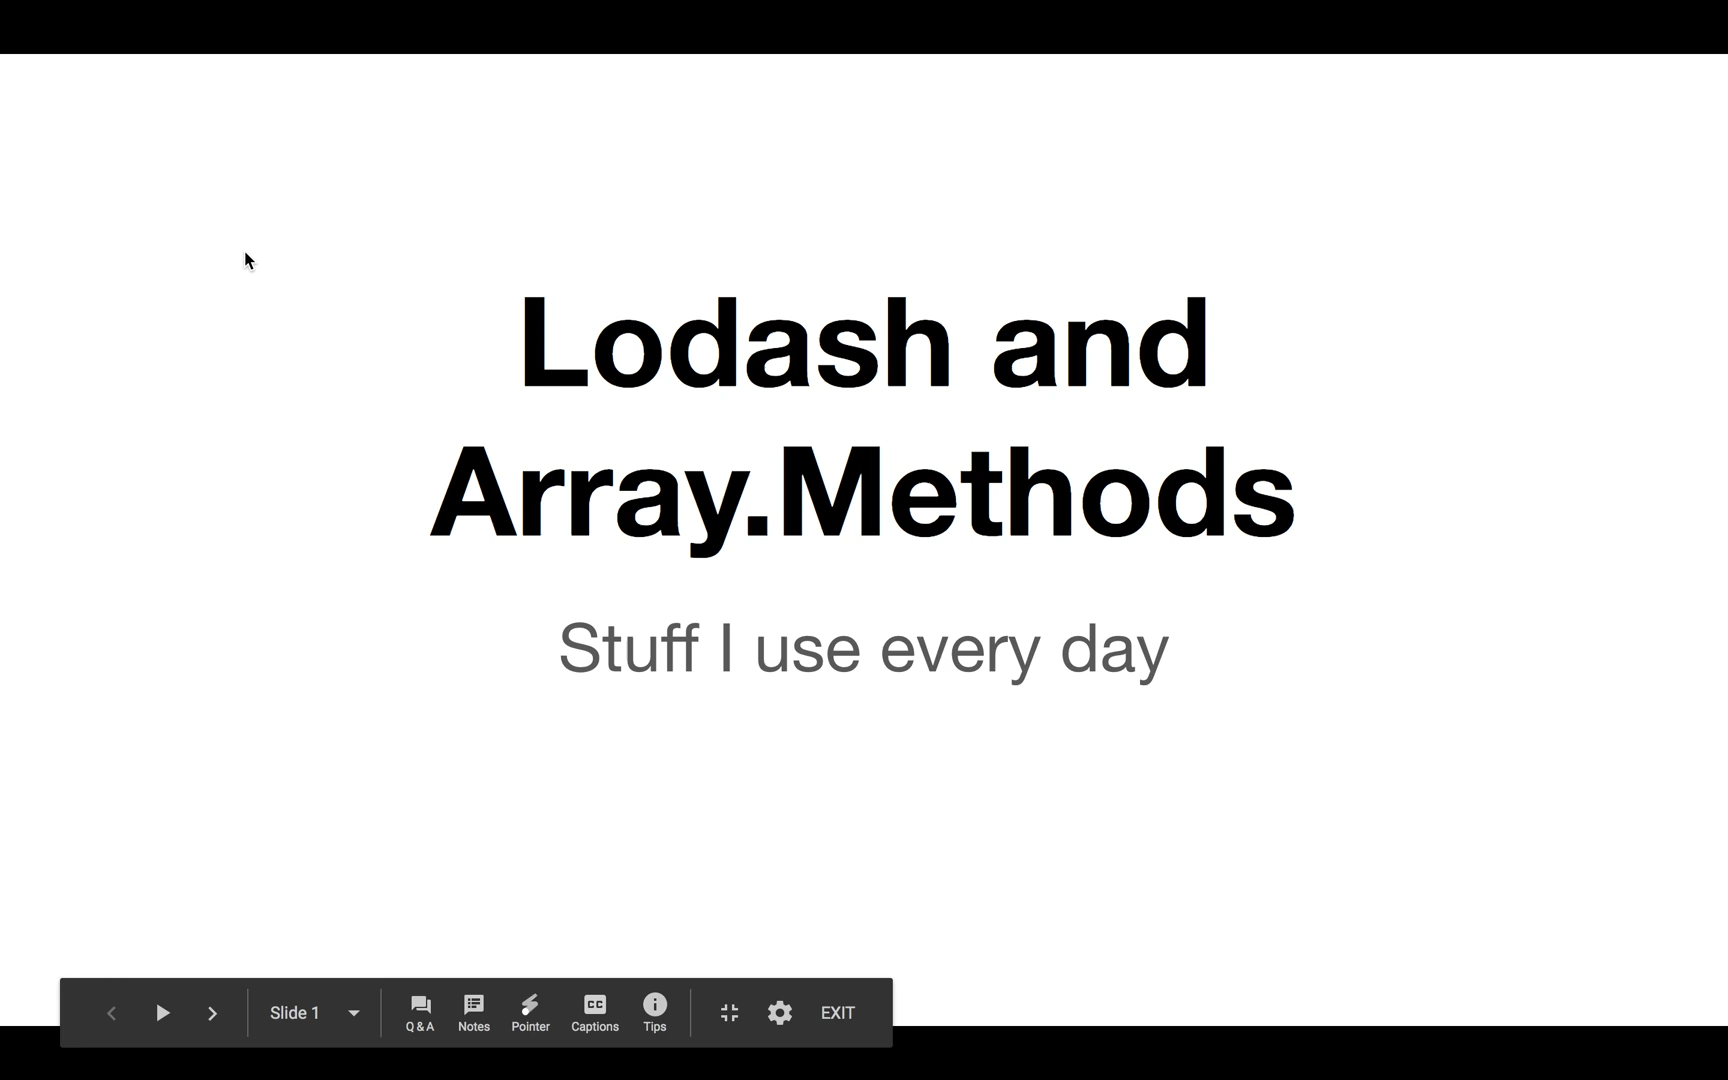 Lodash and
Array.Methods
Stuff I use every day
Slide 1 Q & A Notes Pointer Captions Tips EXIT